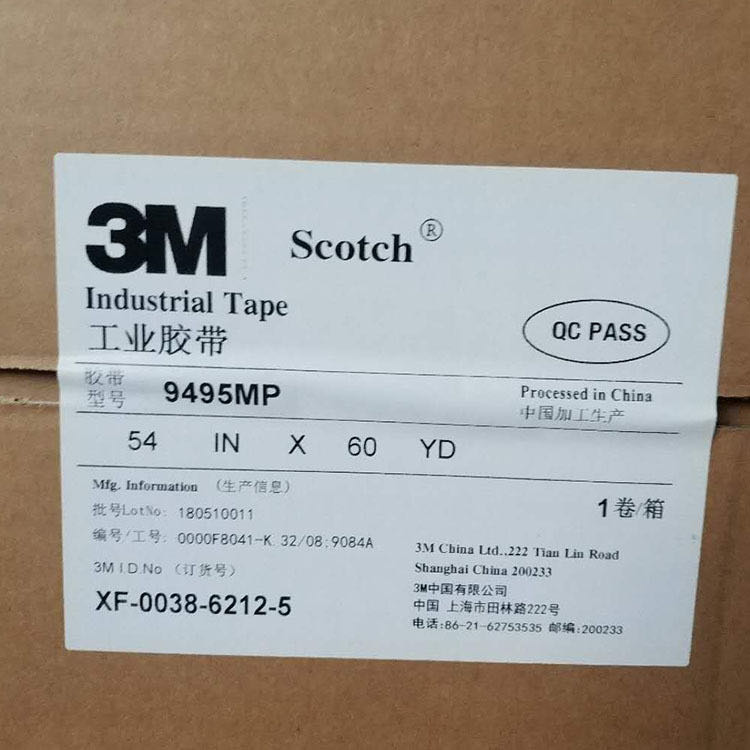 3M Scotch®
Industrial Tape
工业胶带
QC PASS
胶带
型号 9495MP
Processed in China
中国加工生产
54 IN X 60 YD
Mfg. Information (生产信息)
批号LotNo: 180510011
1卷/箱
编号/工号: 0000F8041-K.32/08;9084A
3M I.D.No (订货号)
XF-0038-6212-5
3M China Ltd.,222 Tian Lin Road
Shanghai China 200233
3M中国有限公司
中国 上海市田林路222号
电话:86-21-62753535 邮编:200233